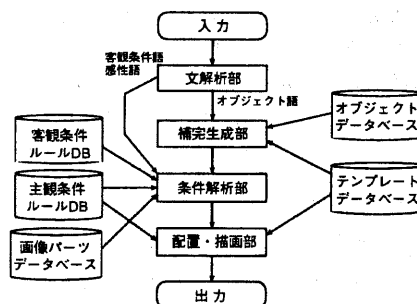 入力
客観条件語
感性語
文解析部
オブジェクト語
オブジェクト
データベース
補完生成部
客観条件
ルールDB
主観条件
ルールDB
条件解析部
テンプレート
データベース
画像パーツ
データベース
配置・描画部
出力